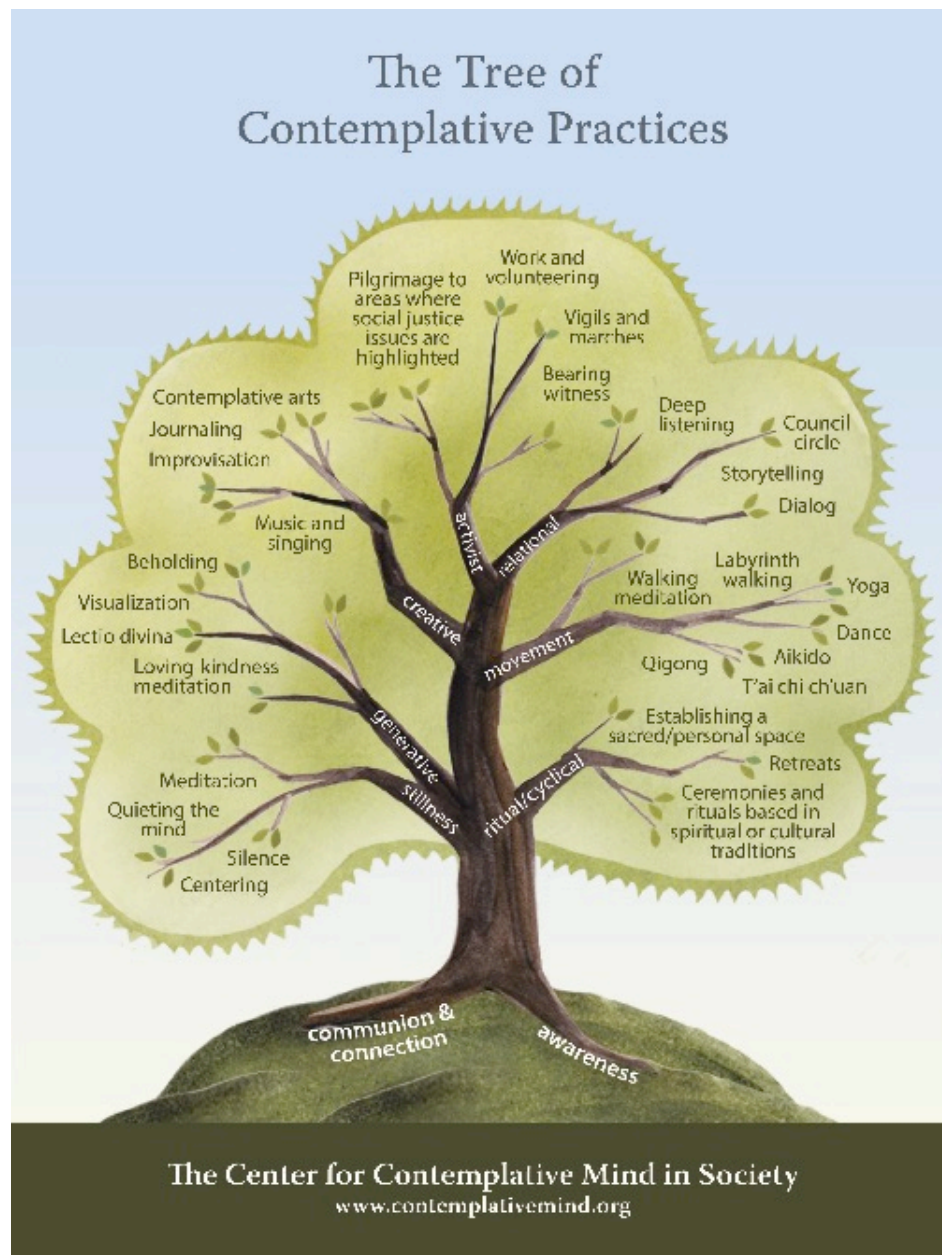 The Tree of
Contemplative Practices
Work and
volunteering
Pilgrimage to
areas where
social justice
issues are
highlighted
Vigils and
marches
Bearing
witness
Deep
listening
Council
circle
Storytelling
Dialog
Contemplative arts
Journaling
Improvisation
Music and
singing
activist
relational
creative
movement
Beholding
Visualization
Lectio divina
Loving kindness
meditation
generative
Walking
meditation
Labyrinth
walking
Yoga
Dance
Aikido
Qigong
T'ai chi ch'uan
Meditation
Quieting the
mind
Silence
Centering
stillness
ritual/cyclical
Establishing a
sacred/personal space
Retreats
Ceremonies and
rituals based in
spiritual or cultural
traditions
communion &
connection
awareness
The Center for Contemplative Mind in Society
www.contemplativemind.org